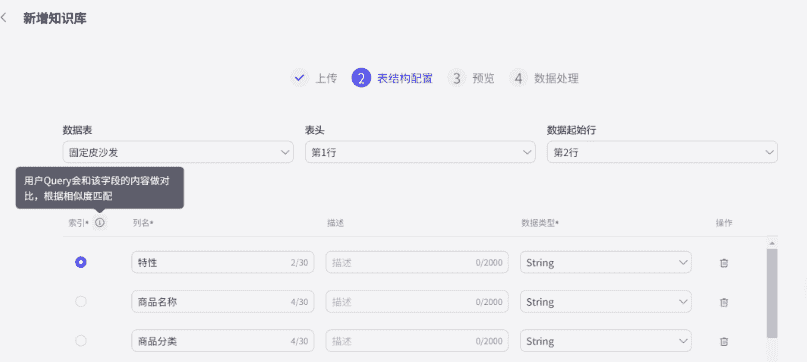 新增知识库
上传 2 表结构配置 3 预览 4 数据处理
数据表 表头 数据起始行
固定皮沙发 第1行 第2行
用户Query会和该字段的内容做对
比，根据相似度匹配
索引* 列名* 描述 数据类型* 操作
特性 2/30 描述 0/2000 String
商品名称 4/30 描述 0/2000 String
商品分类 4/30 描述 0/2000 String